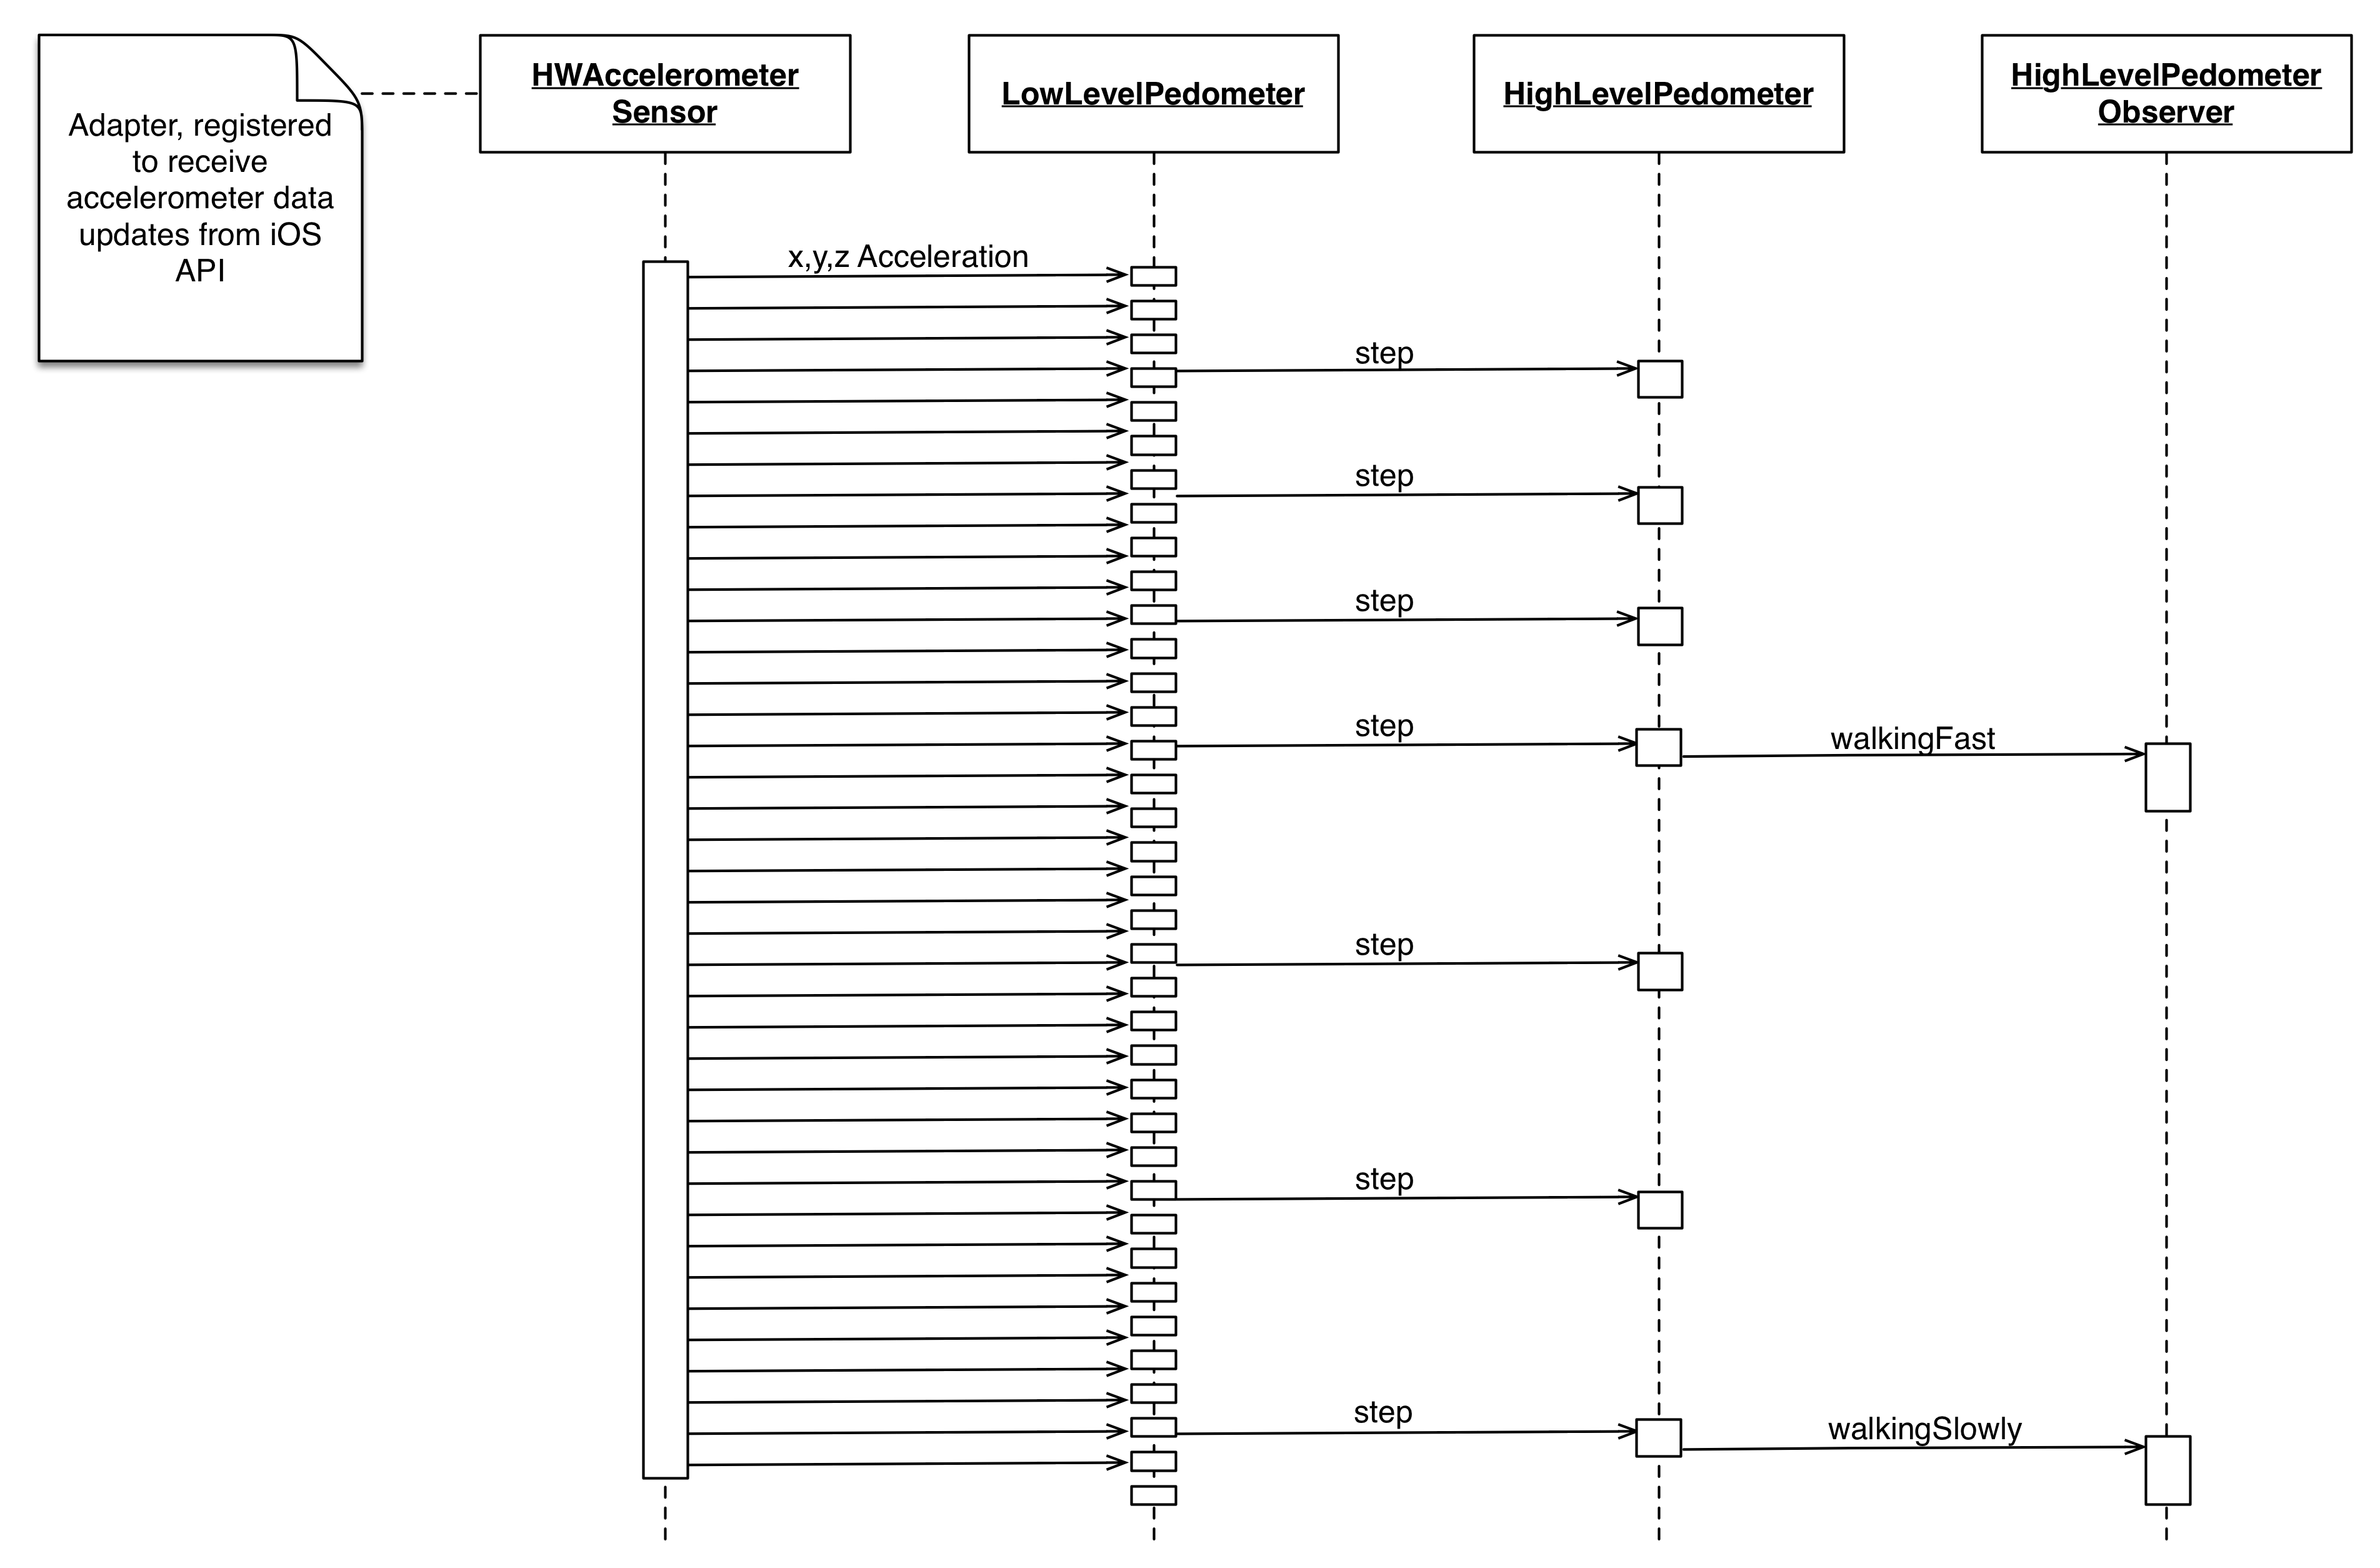 Adapter, registered
to receive
accelerometer data
updates from iOS
API
HWAccelerometer
Sensor
LowLevelPedometer
HighLevelPedometer
HighLevelPedometer
Observer
x,y,z Acceleration
step
step
step
step
walkingFast
step
step
step
walkingSlowly